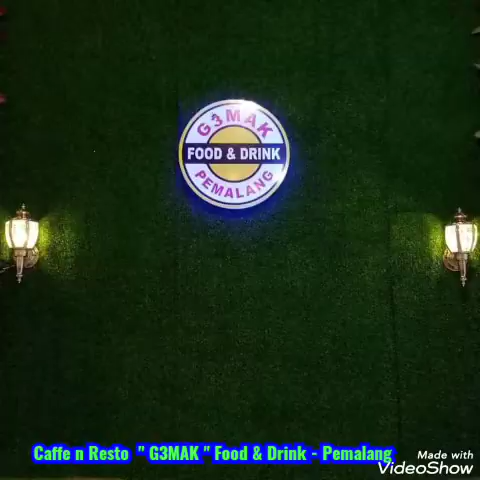 G3MAK
FOOD & DRINK
PEMALANG
Caffe n Resto " G3MAK " Food & Drink - Pemalang
Made with
VideoShow